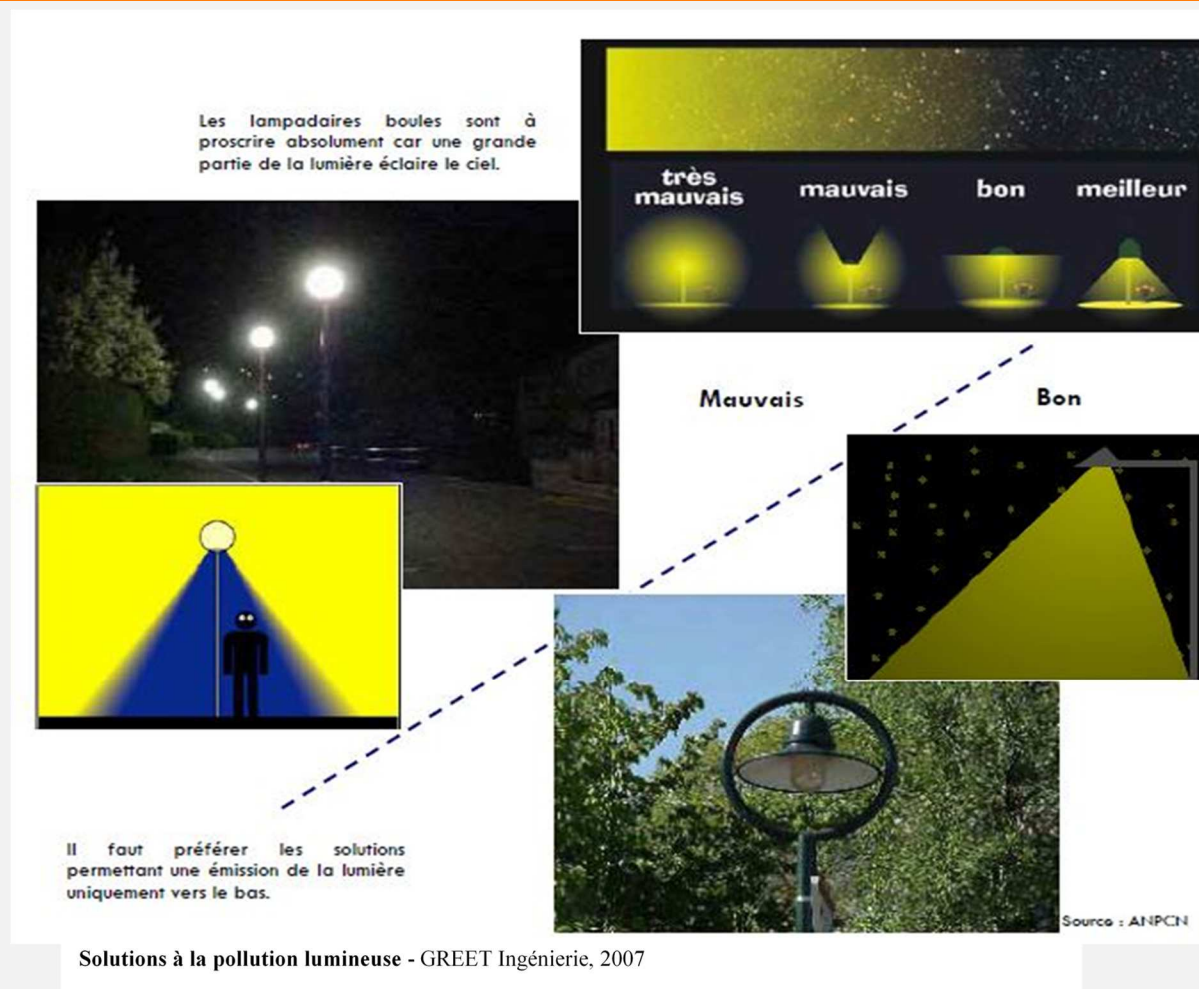 Les lampadaires boules sont à
proscrire absolument car une grande
partie de la lumière éclaire le ciel.
très
mauvais
mauvais
bon
meilleur
Mauvais
Bon
Il faut préférer les solutions
permettant une émission de la lumière
uniquement vers le bas.
Source : ANPCN
Solutions à la pollution lumineuse - GREET Ingénierie, 2007